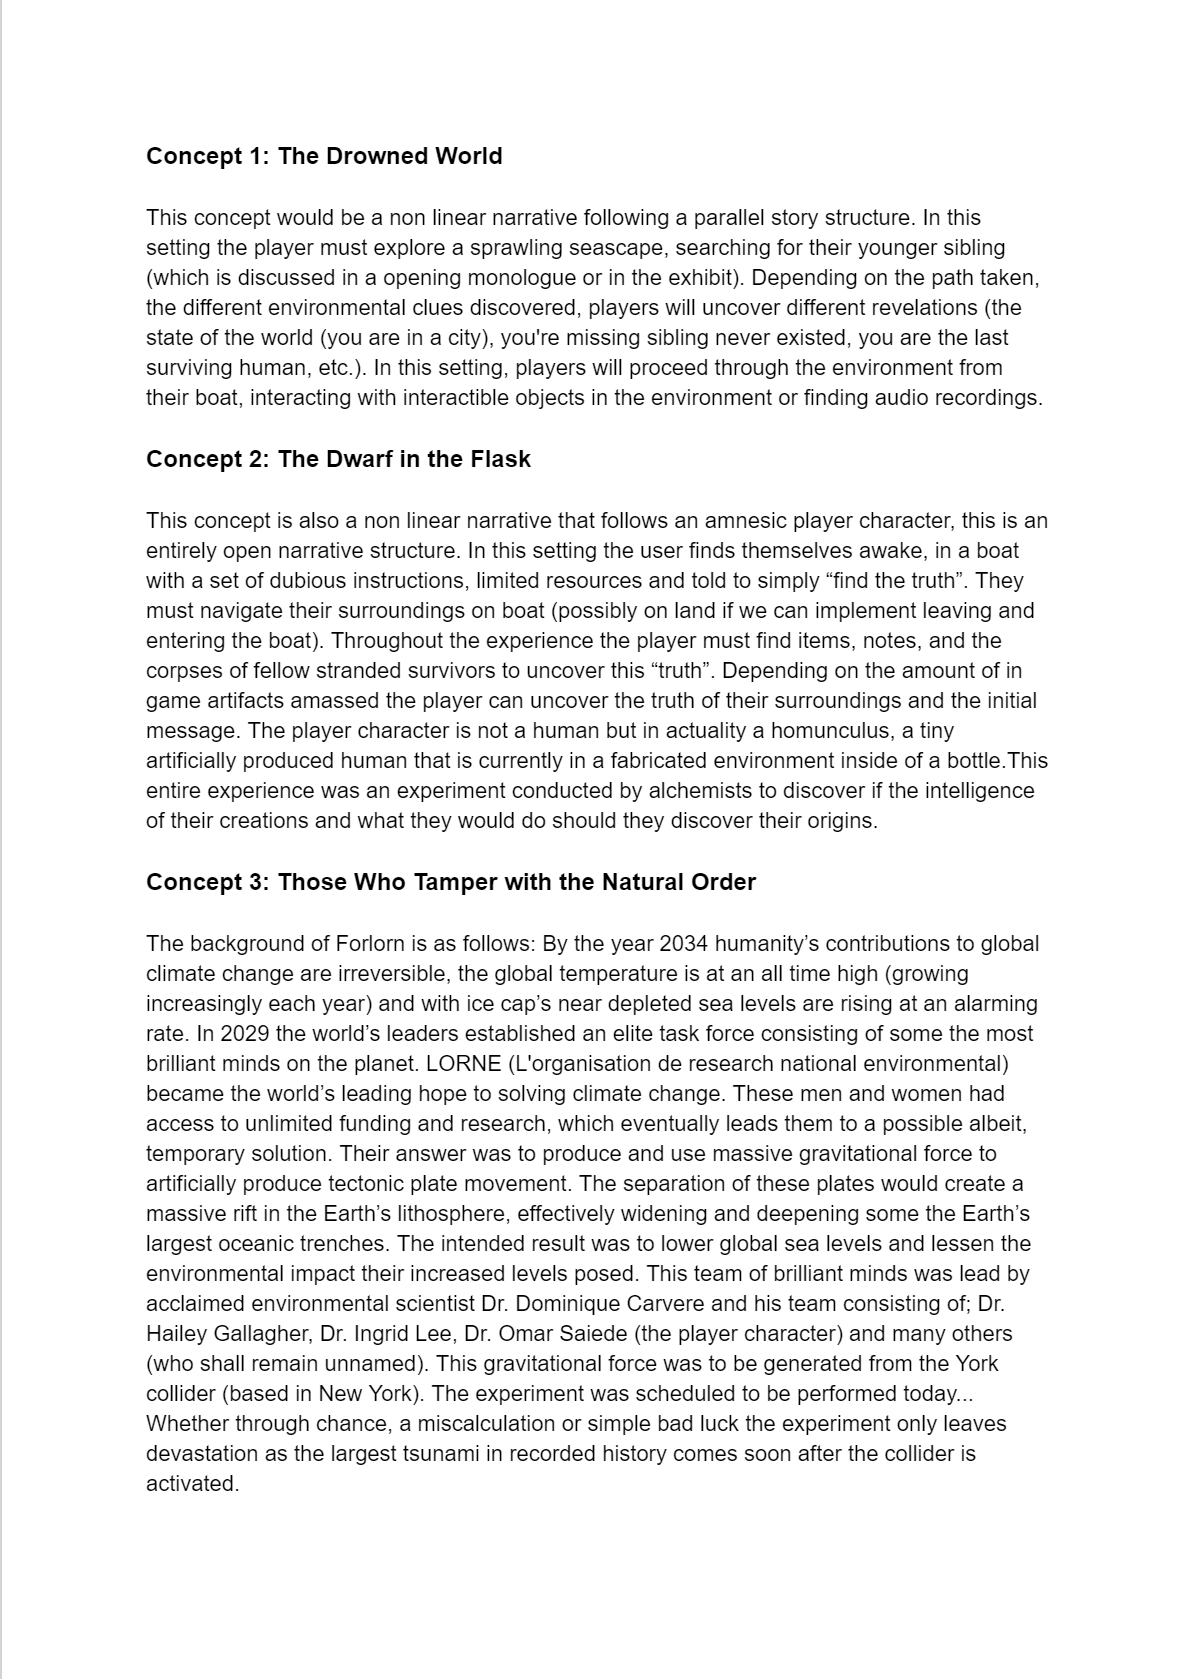 Concept 1: The Drowned World
This concept would be a non linear narrative following a parallel story structure. In this
setting the player must explore a sprawling seascape, searching for their younger sibling
(which is discussed in a opening monologue or in the exhibit). Depending on the path taken,
the different environmental clues discovered, players will uncover different revelations (the
state of the world (you are in a city), you're missing sibling never existed, you are the last
surviving human, etc.). In this setting, players will proceed through the environment from
their boat, interacting with interactible objects in the environment or finding audio recordings.
Concept 2: The Dwarf in the Flask
This concept is also a non linear narrative that follows an amnesic player character, this is an
entirely open narrative structure. In this setting the user finds themselves awake, in a boat
with a set of dubious instructions, limited resources and told to simply “find the truth”. They
must navigate their surroundings on boat (possibly on land if we can implement leaving and
entering the boat). Throughout the experience the player must find items, notes, and the
corpses of fellow stranded survivors to uncover this “truth”. Depending on the amount of in
game artifacts amassed the player can uncover the truth of their surroundings and the initial
message. The player character is not a human but in actuality a homunculus, a tiny
artificially produced human that is currently in a fabricated environment inside of a bottle.This
entire experience was an experiment conducted by alchemists to discover if the intelligence
of their creations and what they would do should they discover their origins.
Concept 3: Those Who Tamper with the Natural Order
The background of Forlorn is as follows: By the year 2034 humanity’s contributions to global
climate change are irreversible, the global temperature is at an all time high (growing
increasingly each year) and with ice cap’s near depleted sea levels are rising at an alarming
rate. In 2029 the world’s leaders established an elite task force consisting of some the most
brilliant minds on the planet. LORNE (L'organisation de research national environmental)
became the world’s leading hope to solving climate change. These men and women had
access to unlimited funding and research, which eventually leads them to a possible albeit,
temporary solution. Their answer was to produce and use massive gravitational force to
artificially produce tectonic plate movement. The separation of these plates would create a
massive rift in the Earth’s lithosphere, effectively widening and deepening some the Earth’s
largest oceanic trenches. The intended result was to lower global sea levels and lessen the
environmental impact their increased levels posed. This team of brilliant minds was lead by
acclaimed environmental scientist Dr. Dominique Carvere and his team consisting of; Dr.
Hailey Gallagher, Dr. Ingrid Lee, Dr. Omar Saiede (the player character) and many others
(who shall remain unnamed). This gravitational force was to be generated from the York
collider (based in New York). The experiment was scheduled to be performed today...
Whether through chance, a miscalculation or simple bad luck the experiment only leaves
devastation as the largest tsunami in recorded history comes soon after the collider is
activated.